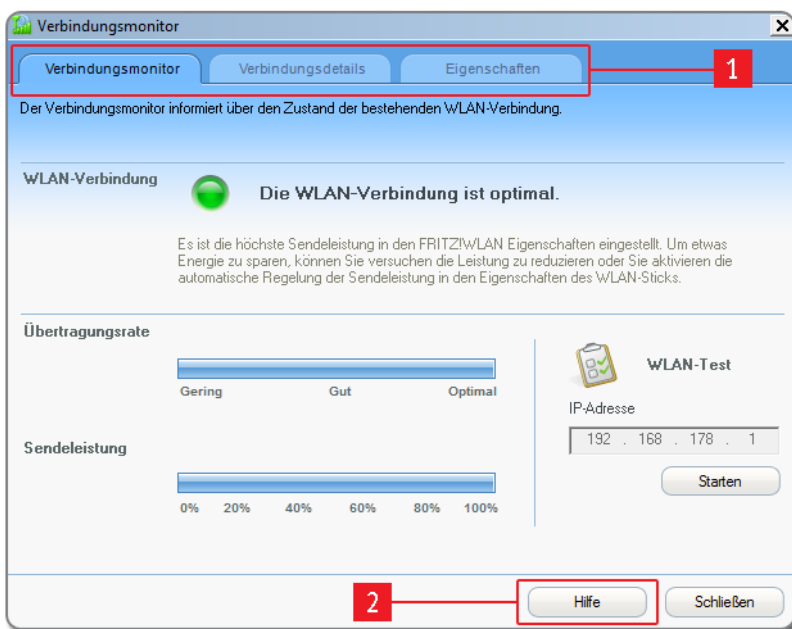 Verbindungsmonitor
Verbindungsmonitor Verbindungsdetails Eigenschaften
1
Der Verbindungsmonitor informiert über den Zustand der bestehenden WLAN-Verbindung.
WLAN-Verbindung
Die WLAN-Verbindung ist optimal.
Es ist die höchste Sendeleistung in den FRITZ!WLAN Eigenschaften eingestellt. Um etwas
Energie zu sparen, können Sie versuchen die Leistung zu reduzieren oder Sie aktivieren die
automatische Regelung der Sendeleistung in den Eigenschaften des WLAN-Sticks.
Übertragungsrate
Gering Gut Optimal
Sendeleistung
0% 20% 40% 60% 80% 100%
WLAN-Test
IP-Adresse
192 . 168 . 178 . 1
Starten
2
Hilfe Schließen